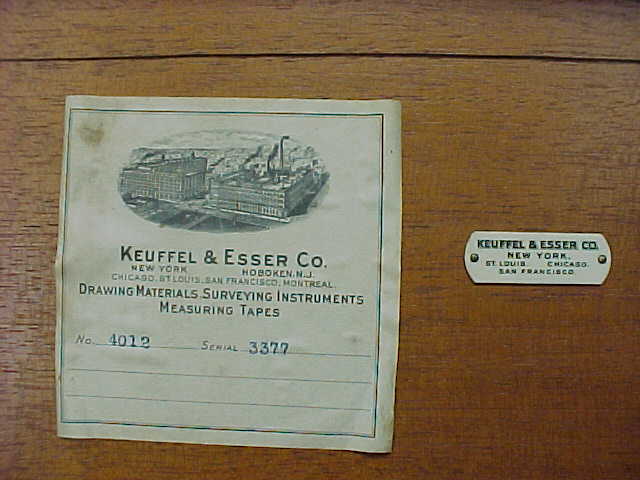 KEUFFEL & ESSER CO.
NEW YORK HOBOKEN, N.J.
CHICAGO, ST. LOUIS, SAN FRANCISCO, MONTREAL.
DRAWING MATERIALS, SURVEYING INSTRUMENTS
MEASURING TAPES
No. 4012 SERIAL 3377
KEUFFEL & ESSER CO.
NEW YORK.
ST. LOUIS. CHICAGO.
SAN FRANCISCO.